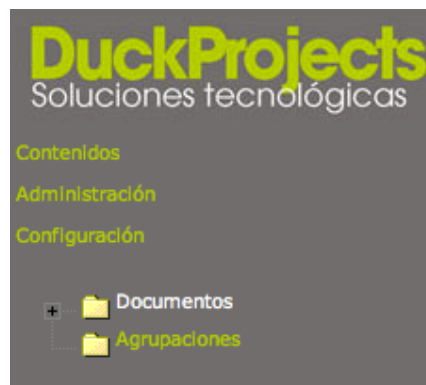 DuckProjects
Soluciones tecnológicas
Contenidos
Administración
Configuración
Documentos
Agrupaciones